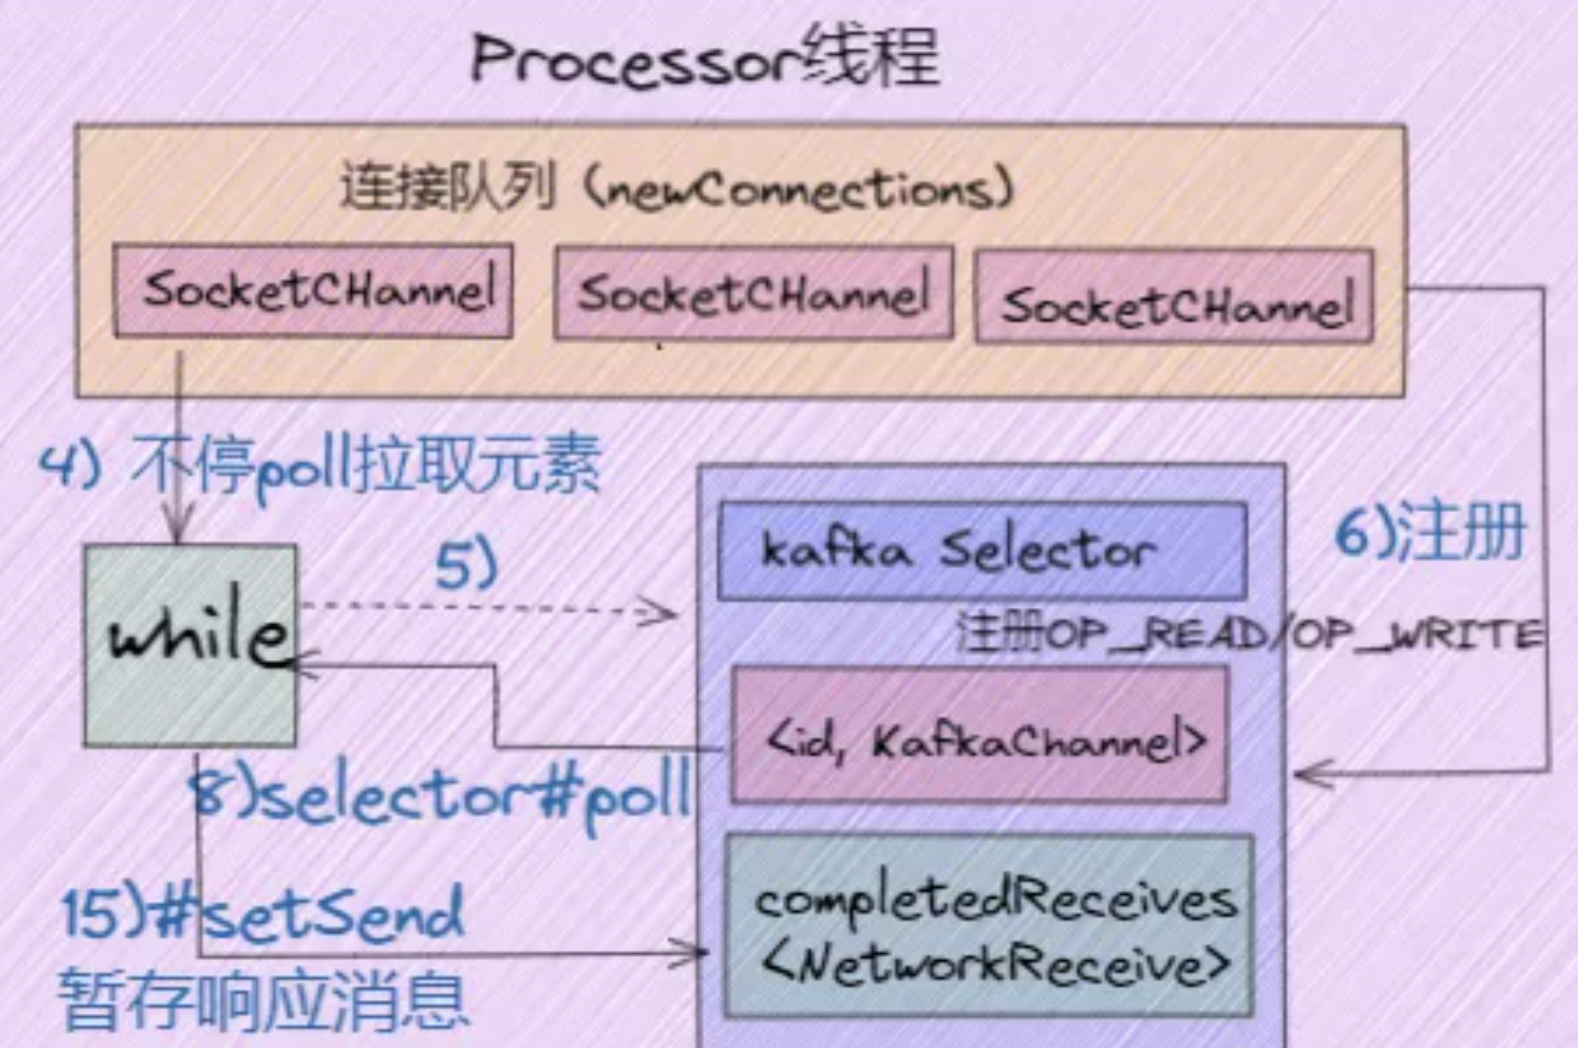 Processor线程
连接队列（newConnections）
SocketCHannel
SocketCHannel
SocketCHannel
4）不停poll拉取元素
5)
kafka Selector
6)注册
while
注册OP_READ/OP_WRITE
<id, KafkaChannel>
8)selector#poll
15)#setSend
暂存响应消息
completedReceives
<NetworkReceive>